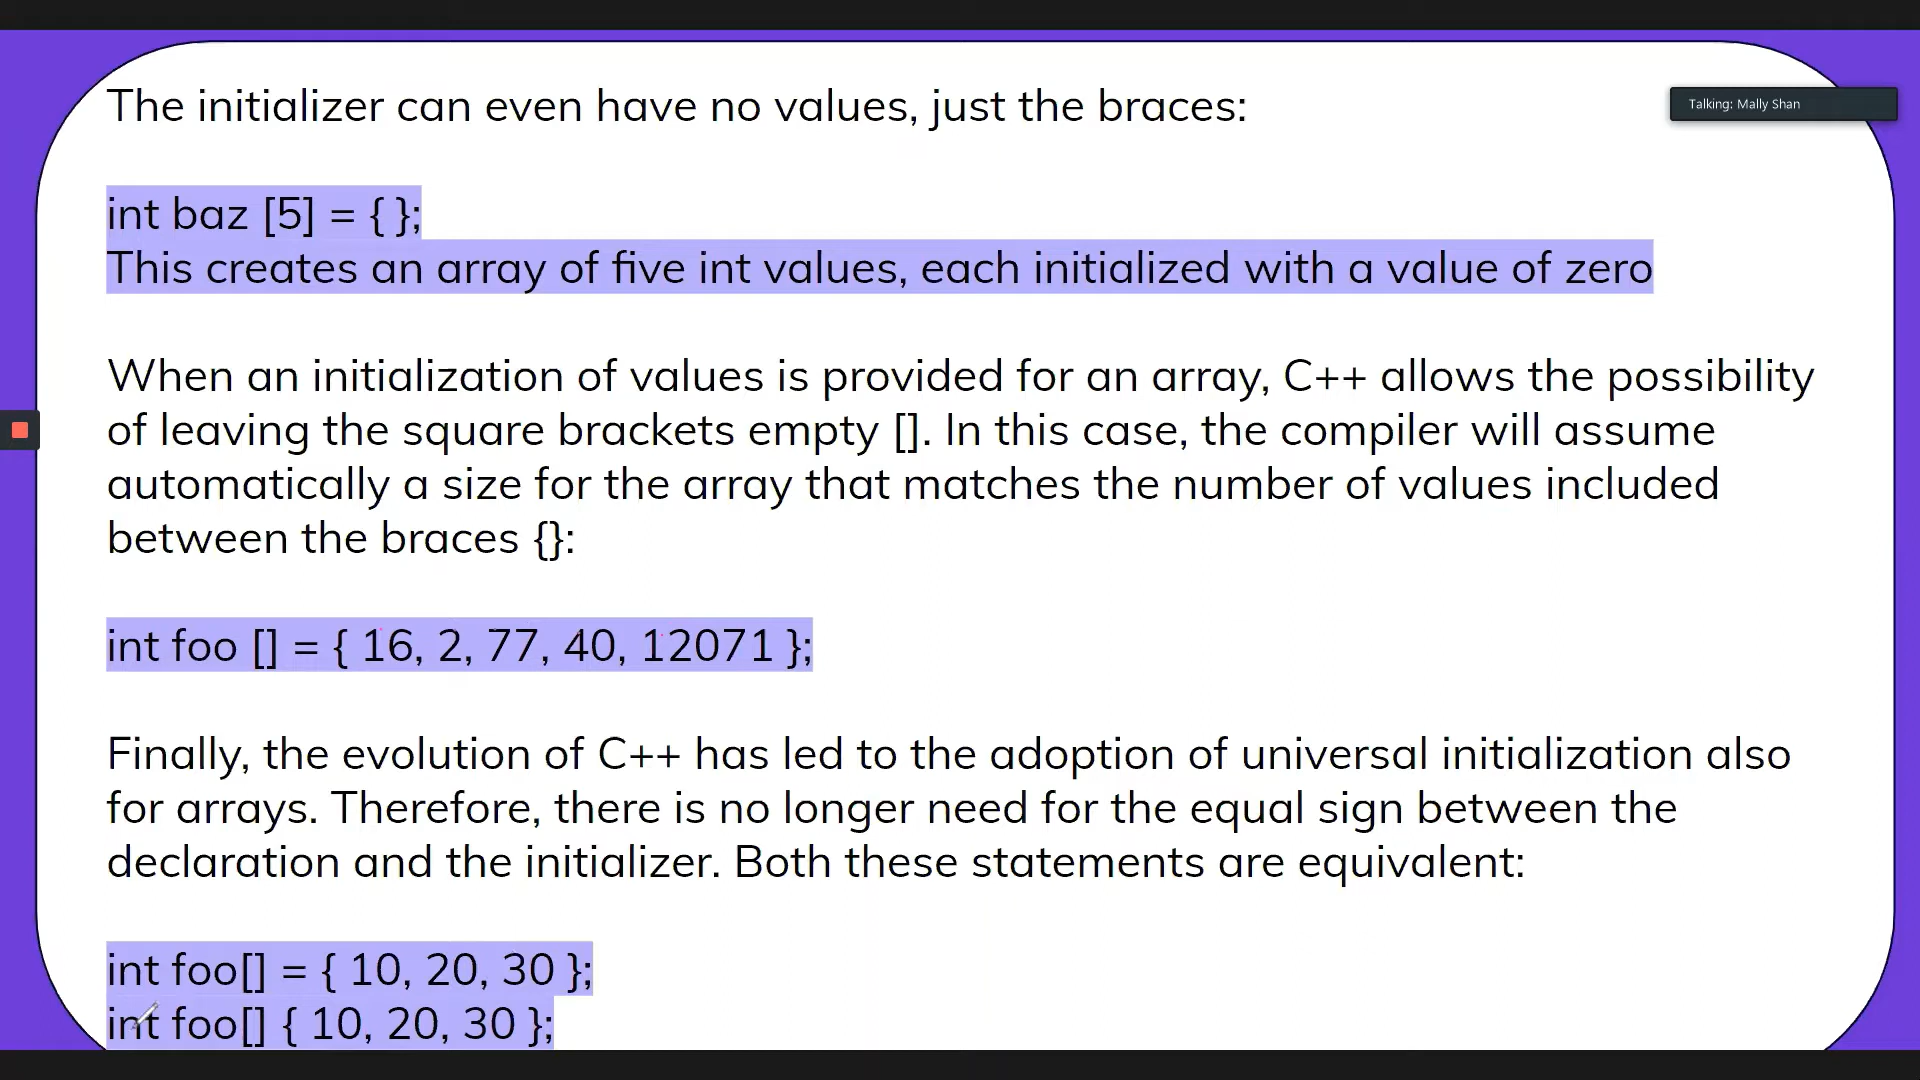 The initializer can even have no values, just the braces:
Talking: Mally Shan
int baz [5] = { };
This creates an array of five int values, each initialized with a value of zero
When an initialization of values is provided for an array, C++ allows the possibility
of leaving the square brackets empty []. In this case, the compiler will assume
automatically a size for the array that matches the number of values included
between the braces {}:
int foo [] = { 16, 2, 77, 40, 12071 };
Finally, the evolution of C++ has led to the adoption of universal initialization also
for arrays. Therefore, there is no longer need for the equal sign between the
declaration and the initializer. Both these statements are equivalent:
int foo[] = { 10, 20, 30 };
int foo[] { 10, 20, 30 };